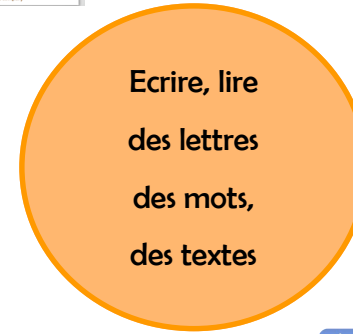 Ecrire, lire
des lettres
des mots,
des textes